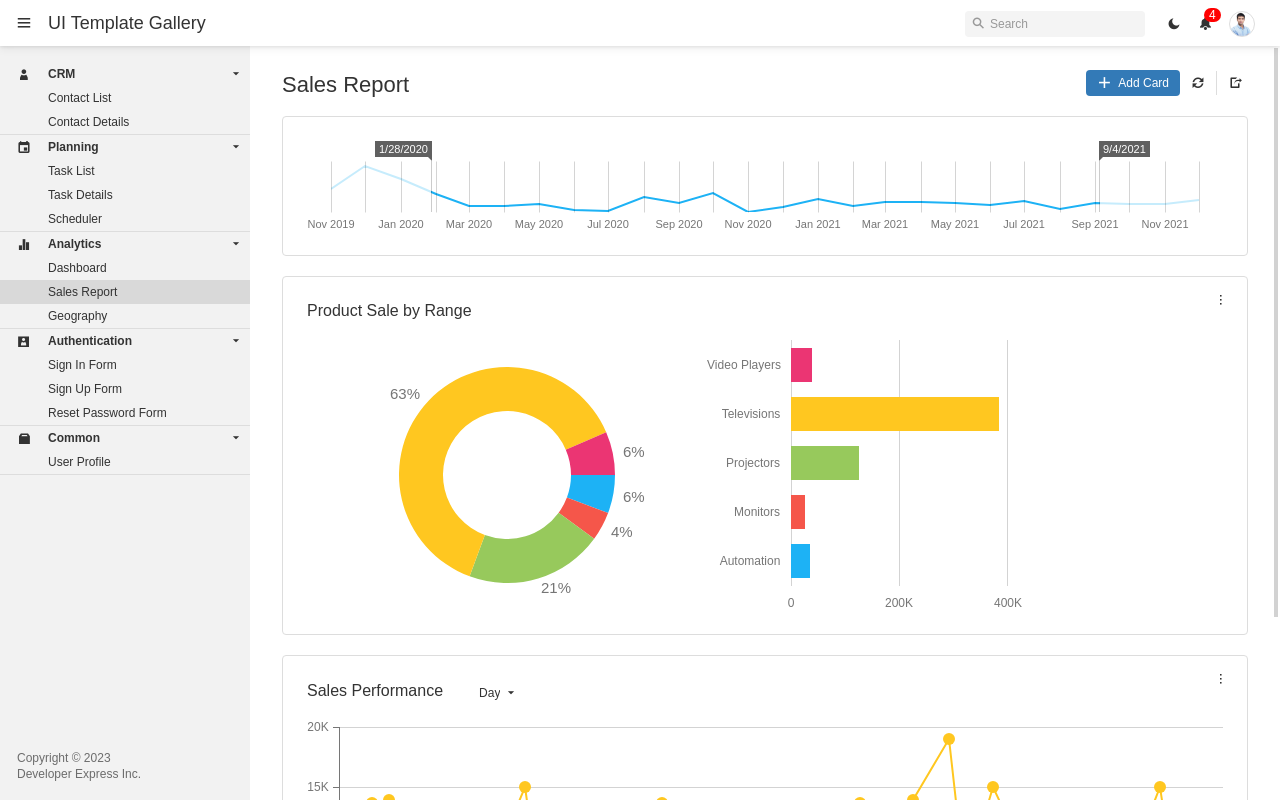 UI Template Gallery
Search
4
CRM
Contact List
Contact Details
Planning
Task List
Task Details
Scheduler
Analytics
Dashboard
Sales Report
Geography
Authentication
Sign In Form
Sign Up Form
Reset Password Form
Common
User Profile
Copyright © 2023
Developer Express Inc.
Sales Report
Add Card
1/28/2020
9/4/2021
Nov 2019 Jan 2020 Mar 2020 May 2020 Jul 2020 Sep 2020 Nov 2020 Jan 2021 Mar 2021 May 2021 Jul 2021 Sep 2021 Nov 2021
Product Sale by Range
63%
6%
6%
4%
21%
Video Players
Televisions
Projectors
Monitors
Automation
0 200K 400K
Sales Performance Day
20K
15K